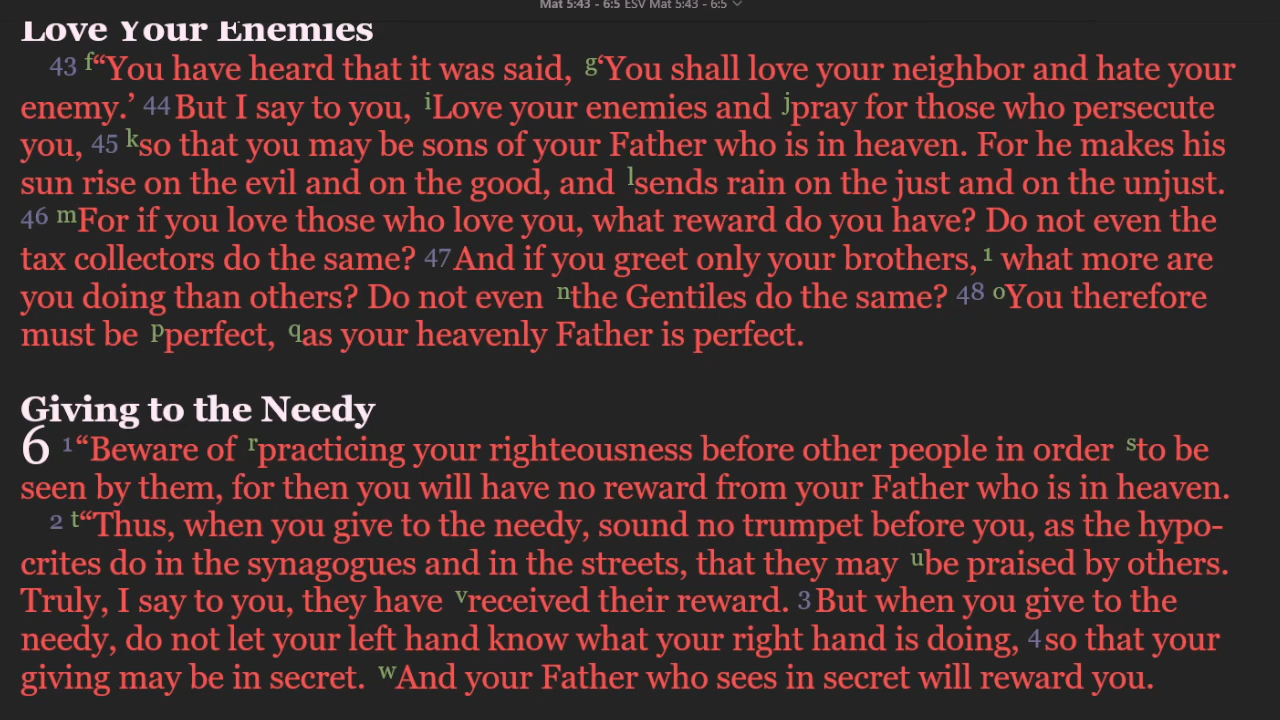 Mat 5:43 - 6:5 ESV Mat 5:43 - 6:5
Love Your Enemies
43 f“You have heard that it was said, g‘You shall love your neighbor and hate your
enemy.’ 44 But I say to you, iLove your enemies and jpray for those who persecute
you, 45 kso that you may be sons of your Father who is in heaven. For he makes his
sun rise on the evil and on the good, and lsends rain on the just and on the unjust.
46 mFor if you love those who love you, what reward do you have? Do not even the
tax collectors do the same? 47 And if you greet only your brothers,1 what more are
you doing than others? Do not even nthe Gentiles do the same? 48 oYou therefore
must be pperfect, qas your heavenly Father is perfect.
Giving to the Needy
6 1 “Beware of rpracticing your righteousness before other people in order sto be
seen by them, for then you will have no reward from your Father who is in heaven.
2 t“Thus, when you give to the needy, sound no trumpet before you, as the hypo-
crites do in the synagogues and in the streets, that they may ube praised by others.
Truly, I say to you, they have vreceived their reward. 3 But when you give to the
needy, do not let your left hand know what your right hand is doing, 4 so that your
giving may be in secret. wAnd your Father who sees in secret will reward you.